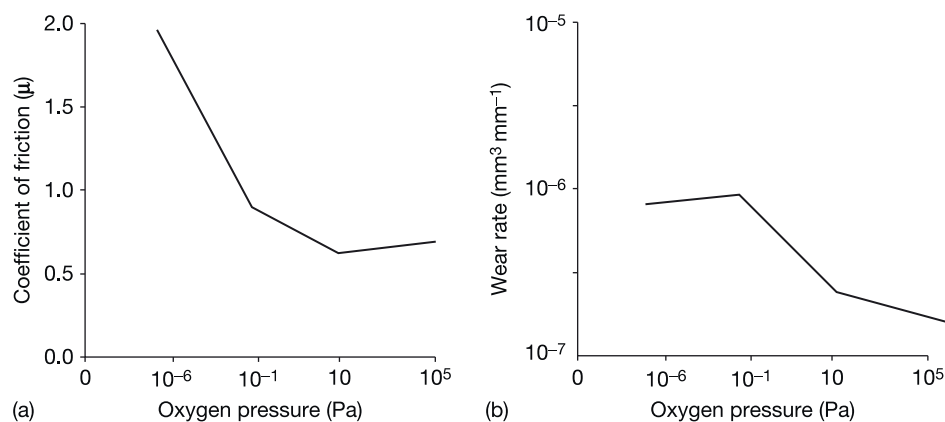 2.0
1.5
1.0
0.5
0.0
Coefficient of friction (µ)
0 10⁻⁶ 10⁻¹ 10 10⁵
(a) Oxygen pressure (Pa)
10⁻⁵
10⁻⁶
10⁻⁷
Wear rate (mm³ mm⁻¹)
0 10⁻⁶ 10⁻¹ 10 10⁵
(b) Oxygen pressure (Pa)